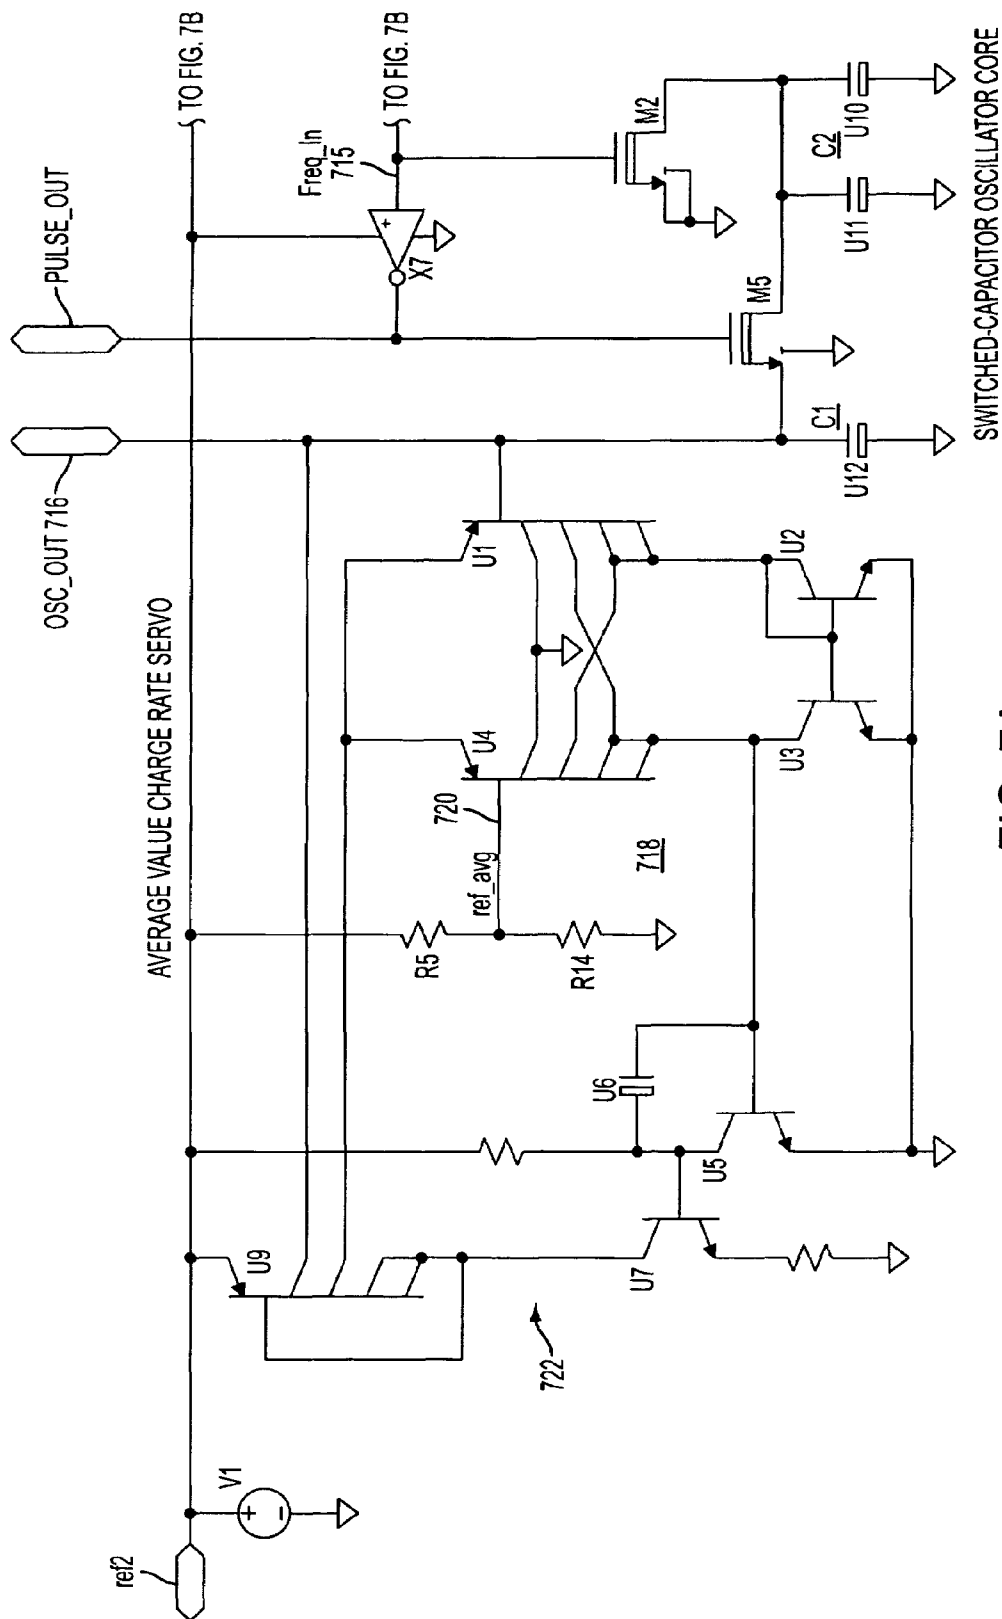 OSC_OUT 716
PULSE_OUT
ref2
AVERAGE VALUE CHARGE RATE SERVO
TO FIG. 7B
V1
U9
Freq_In
715
TO FIG. 7B
X7
R5
ref_avg
720
U4
U1
M2
R14
718
M5
U6
C1
C2
722
U7
U5
U3
U2
U12
U11
U10
SWITCHED-CAPACITOR OSCILLATOR CORE